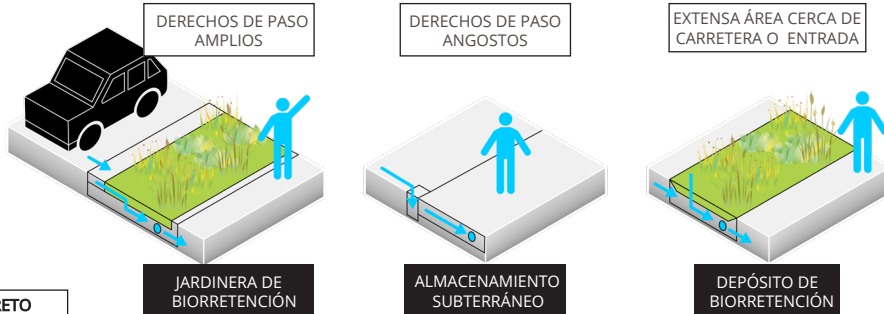 DERECHOS DE PASO
AMPLIOS
DERECHOS DE PASO
ANGOSTOS
EXTENSA ÁREA CERCA DE
CARRETERA O ENTRADA
JARDINERA DE
BIORRETENCIÓN
ALMACENAMIENTO
SUBTERRÁNEO
DEPÓSITO DE
BIORRETENCIÓN